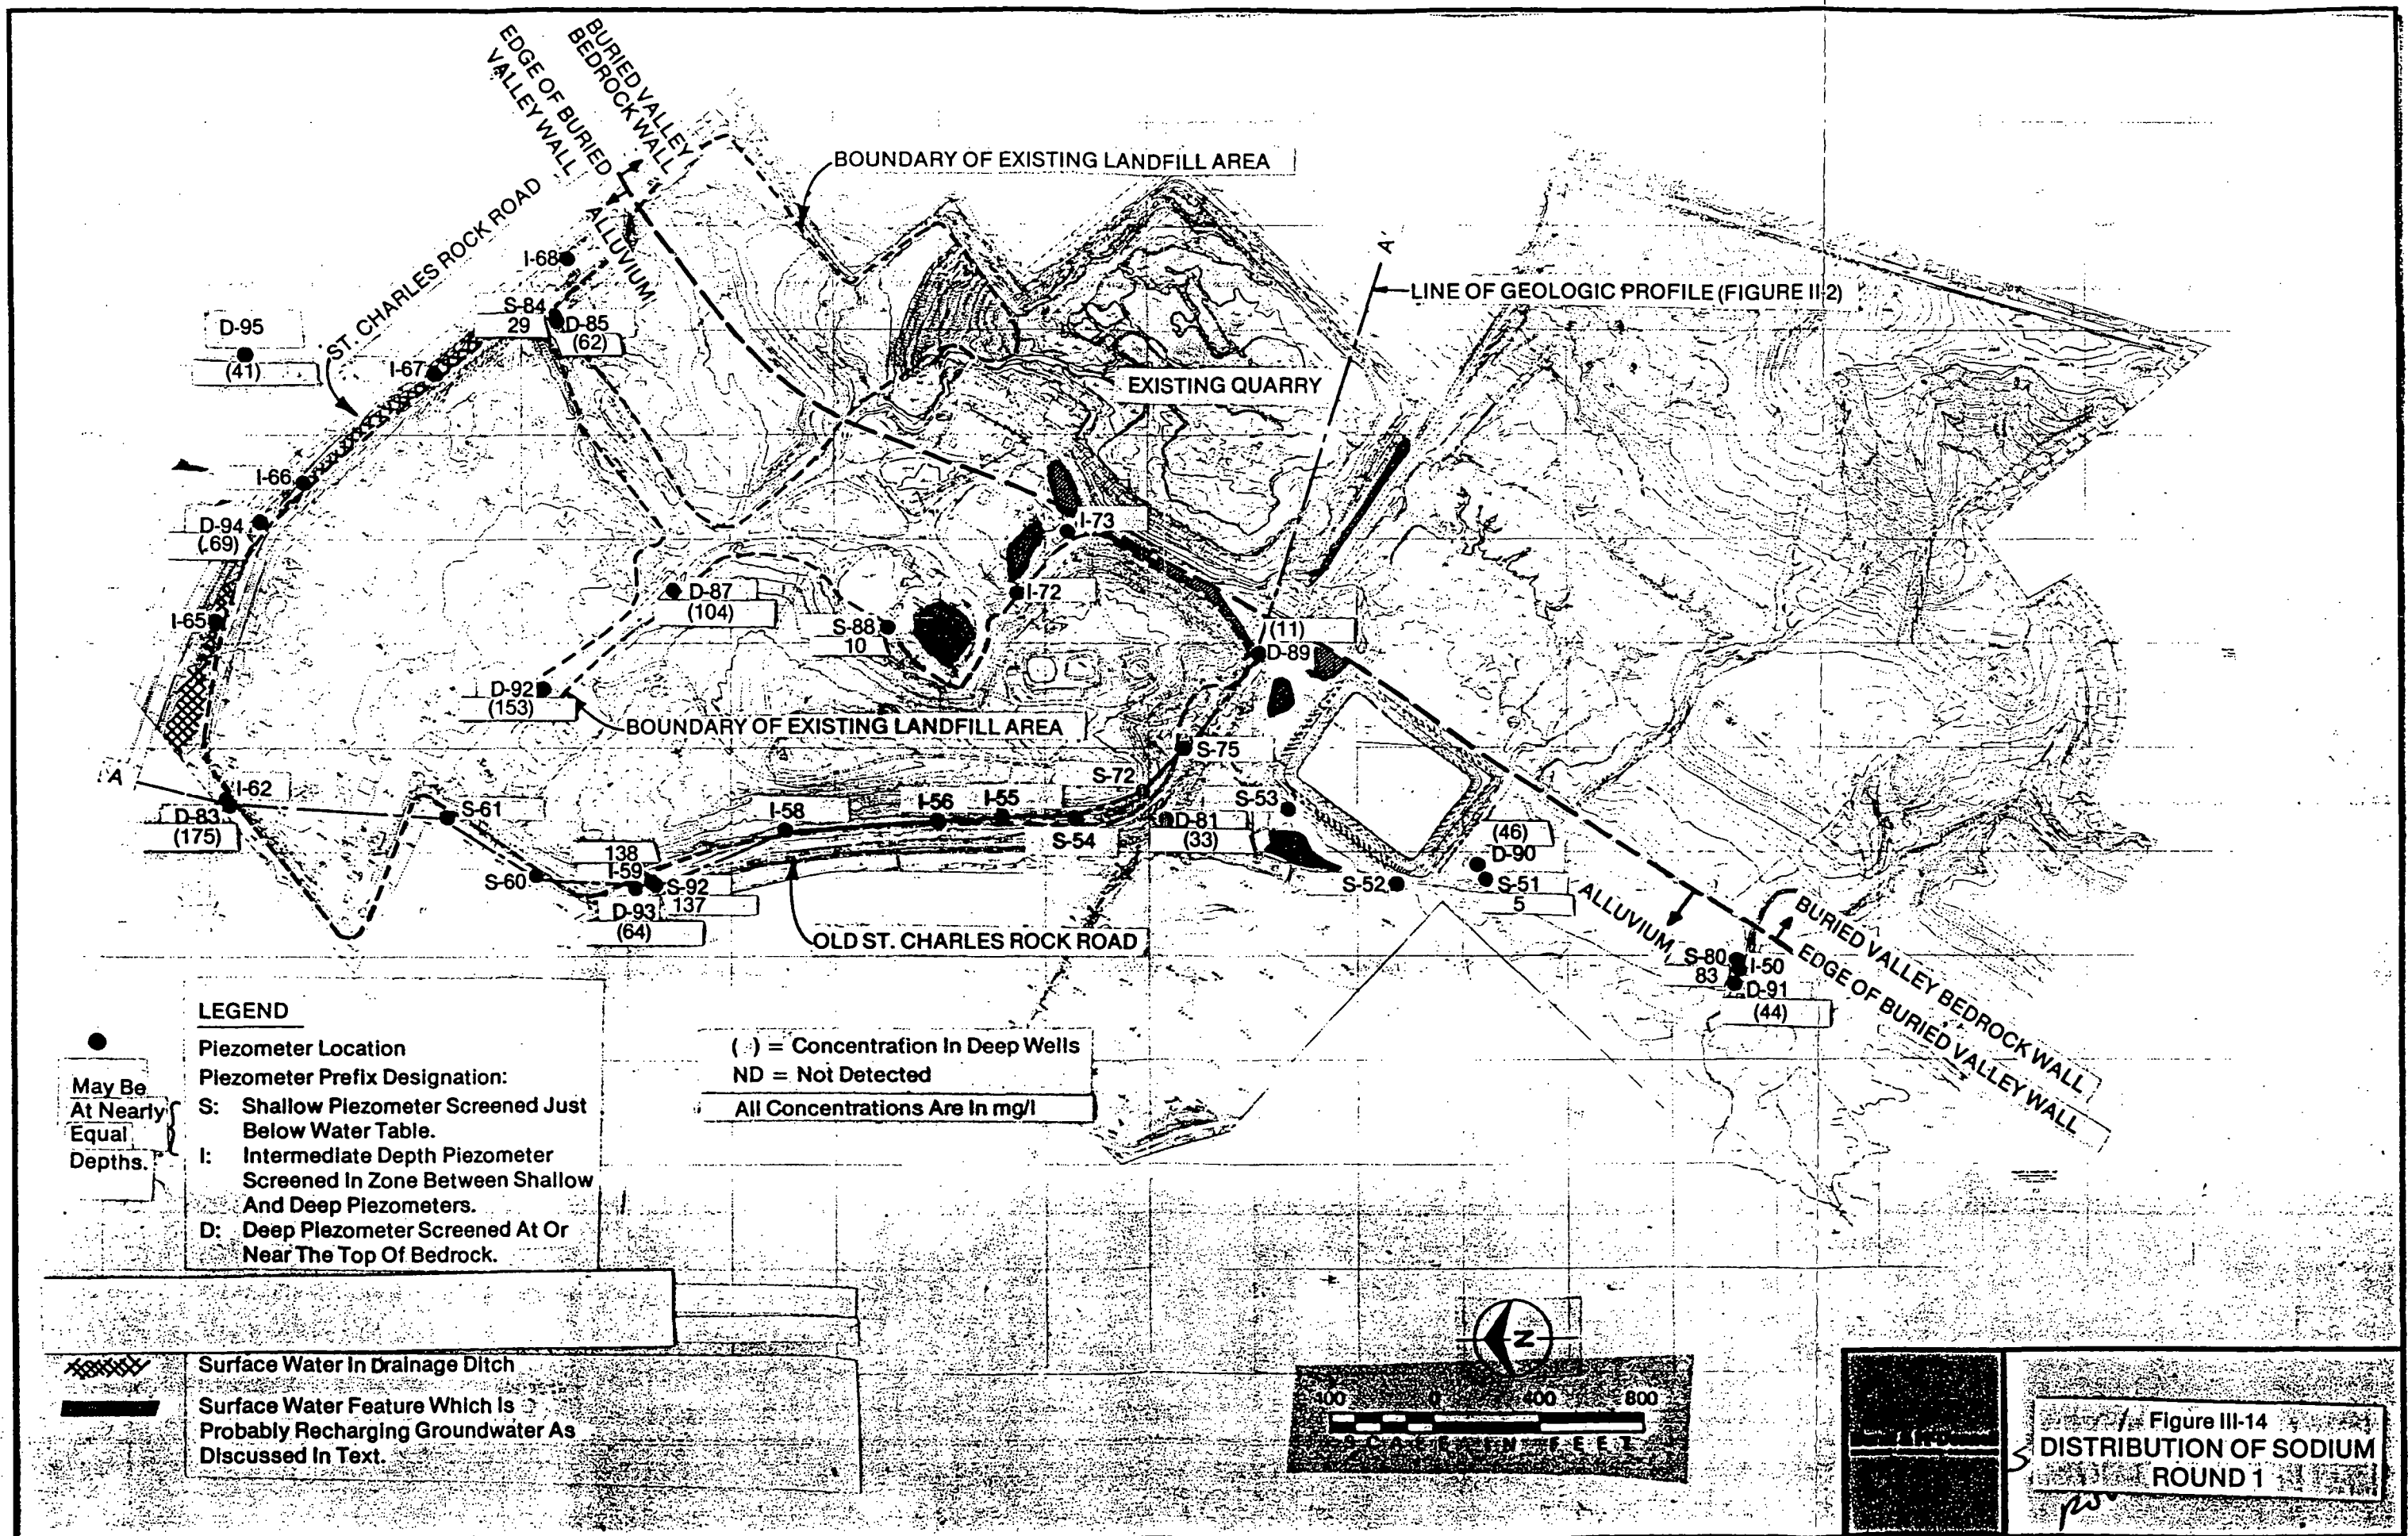 BURIED VALLEY
BEDROCK WALL
EDGE OF BURIED
VALLEY WALL
ALLUVIUM
BOUNDARY OF EXISTING LANDFILL AREA
ST. CHARLES ROCK ROAD
A'
LINE OF GEOLOGIC PROFILE (FIGURE II-2)
EXISTING QUARRY
I-68
S-84
29
D-85
(62)
D-95
(41)
I-67
I-66
D-94
(69)
I-65
I-73
I-72
D-87
(104)
S-88
10
(11)
D-89
D-92
(153)
BOUNDARY OF EXISTING LANDFILL AREA
S-75
S-72
A
I-62
D-83
(175)
S-61
I-58
I-56
I-55
S-54
D-81
(33)
S-53
(46)
D-90
S-51
5
S-52
138
I-59
S-60
S-92
137
D-93
(64)
OLD ST. CHARLES ROCK ROAD
ALLUVIUM
BURIED VALLEY BEDROCK WALL
EDGE OF BURIED VALLEY WALL
S-80
83
I-50
D-91
(44)
LEGEND
Piezometer Location
Piezometer Prefix Designation:
May Be
At Nearly
Equal
Depths.
S: Shallow Piezometer Screened Just
Below Water Table.
I: Intermediate Depth Piezometer
Screened In Zone Between Shallow
And Deep Piezometers.
D: Deep Piezometer Screened At Or
Near The Top Of Bedrock.
( ) = Concentration In Deep Wells
ND = Not Detected
All Concentrations Are In mg/l
Surface Water In Drainage Ditch
Surface Water Feature Which Is
Probably Recharging Groundwater As
Discussed In Text.
N
400 0 400 800
SCALE IN FEET
Figure III-14
DISTRIBUTION OF SODIUM
ROUND 1